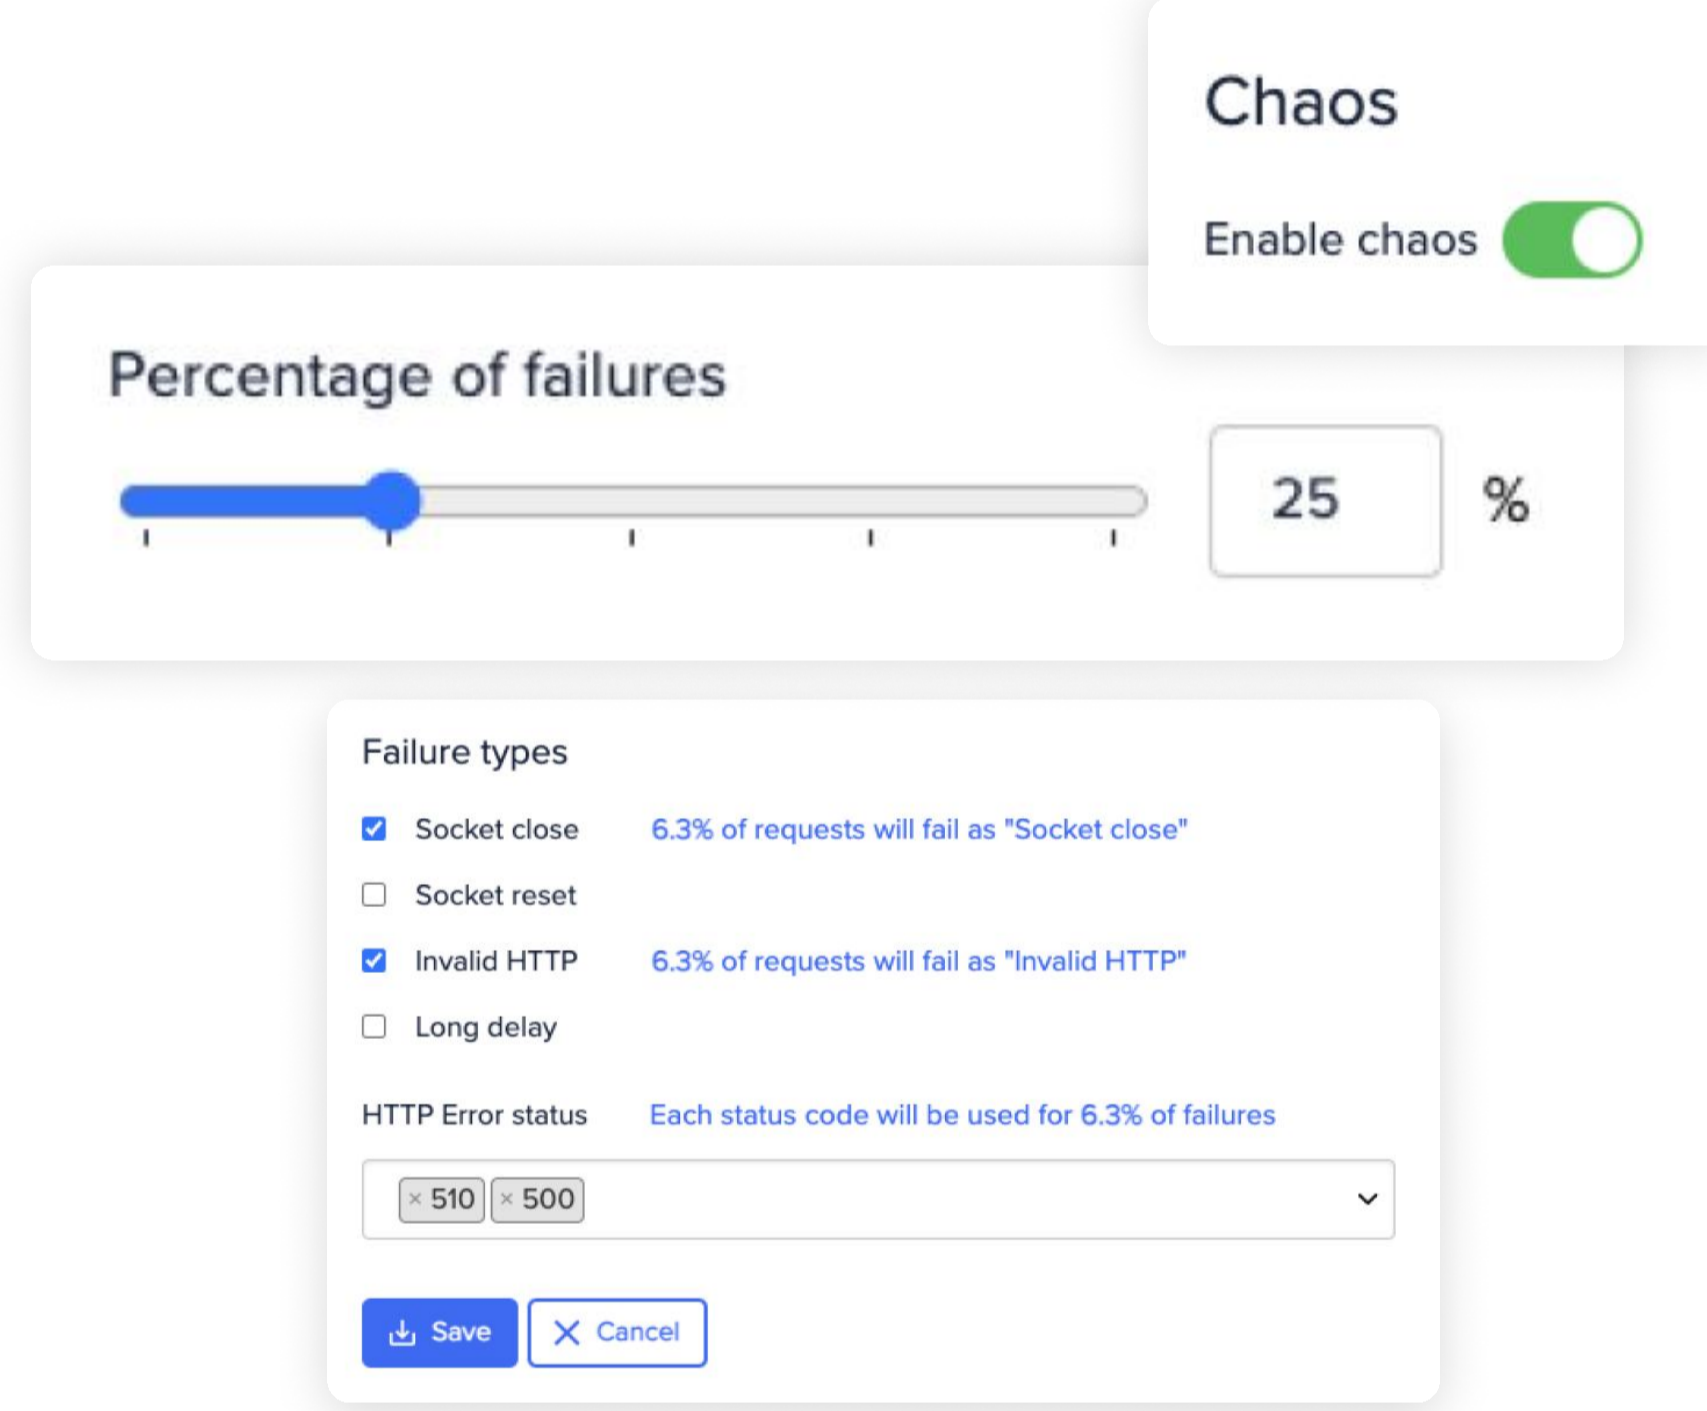 Chaos
Enable chaos
Percentage of failures
25 %
Failure types
Socket close 6.3% of requests will fail as "Socket close"
Socket reset
Invalid HTTP 6.3% of requests will fail as "Invalid HTTP"
Long delay
HTTP Error status Each status code will be used for 6.3% of failures
× 510 × 500
Save Cancel